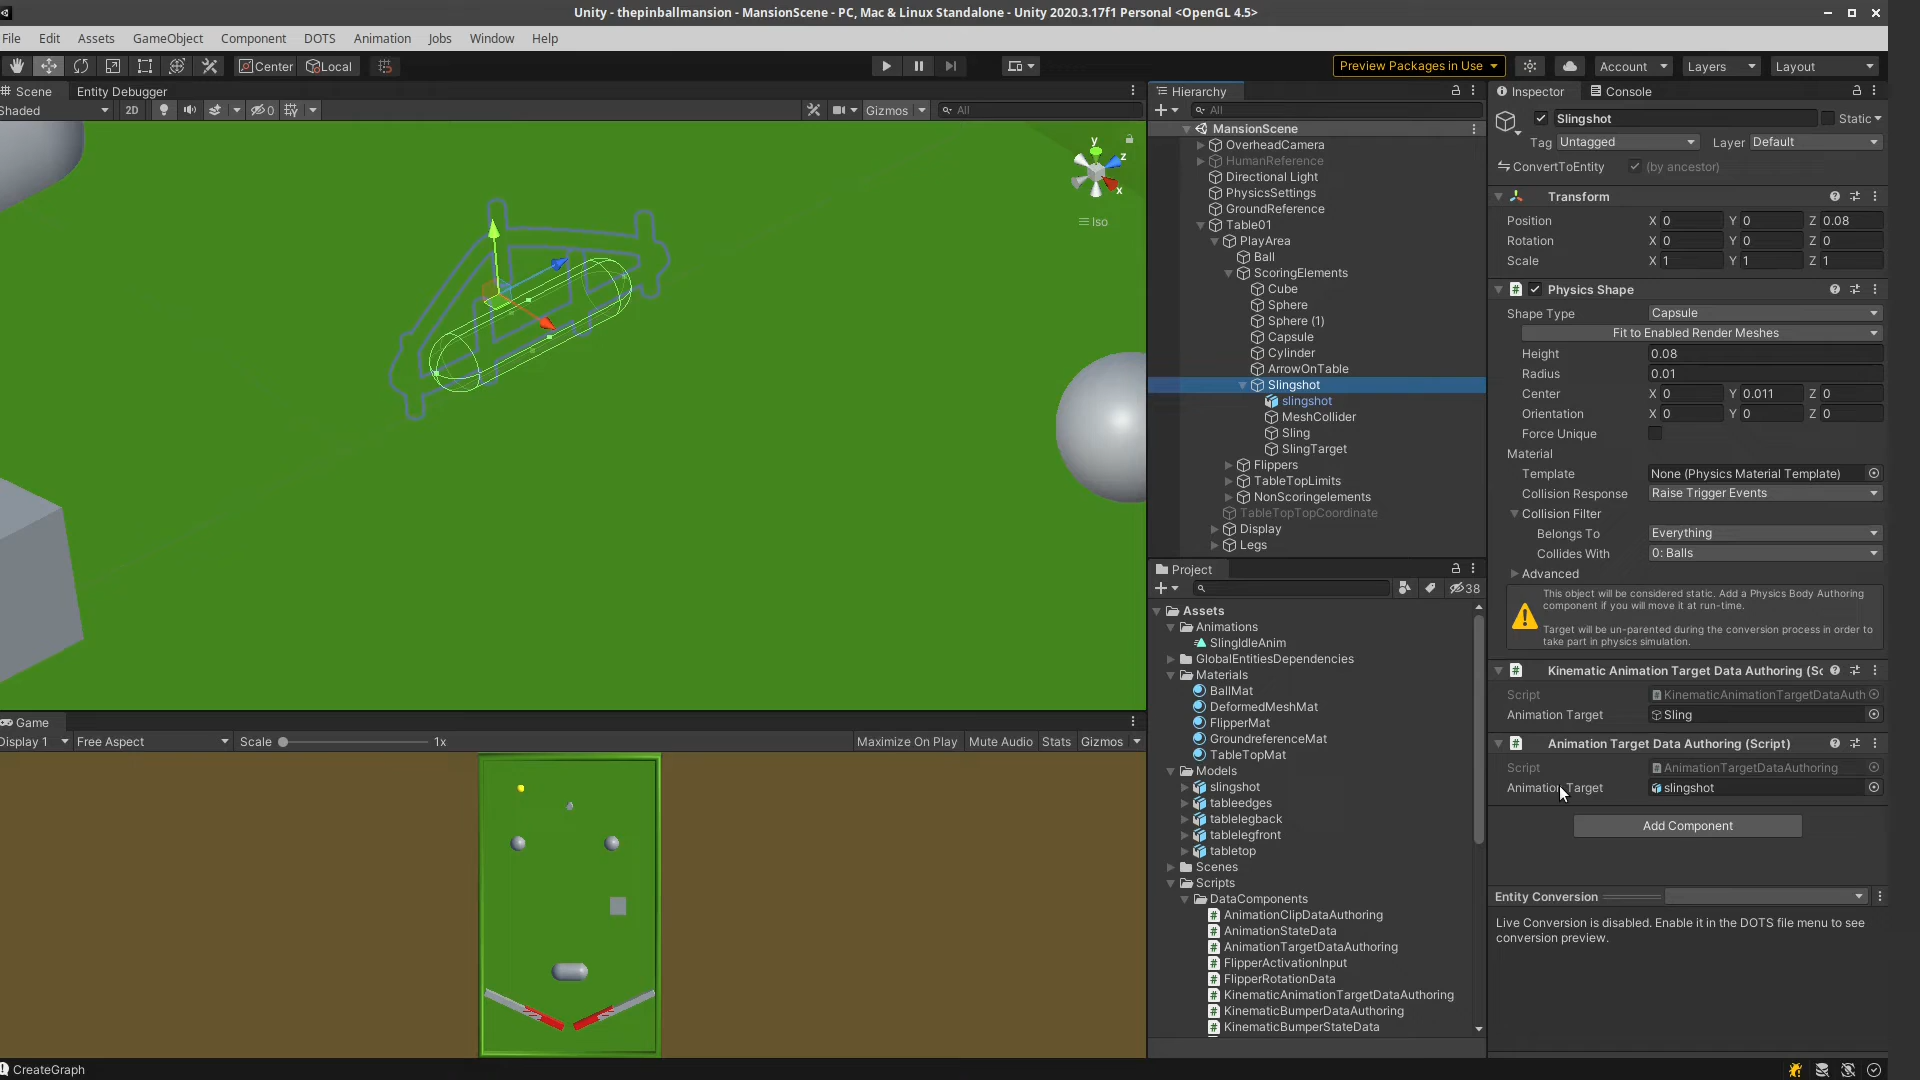 Unity - thepinballmansion - MansionScene - PC, Mac & Linux Standalone - Unity 2020.3.17f1 Personal <OpenGL 4.5>
File Edit Assets GameObject Component DOTS Animation Jobs Window Help
Center Local Preview Packages in Use Account Layers Layout
Scene Entity Debugger
Shaded 2D 0 Gizmos All
y
z
x
Iso
Game
Display 1 Free Aspect Scale 1x Maximize On Play Mute Audio Stats Gizmos
Hierarchy
All
MansionScene
OverheadCamera
HumanReference
Directional Light
PhysicsSettings
GroundReference
Table01
PlayArea
Ball
ScoringElements
Cube
Sphere
Sphere (1)
Capsule
Cylinder
ArrowOnTable
Slingshot
slingshot
MeshCollider
Sling
SlingTarget
Flippers
TableTopLimits
NonScoringelements
TableTopTopCoordinate
Display
Legs
Project
38
Assets
Animations
SlingIdleAnim
GlobalEntitiesDependencies
Materials
BallMat
DeformedMeshMat
FlipperMat
GroundreferenceMat
TableTopMat
Models
slingshot
tableedges
tablelegback
tablelegfront
tabletop
Scenes
Scripts
DataComponents
AnimationClipDataAuthoring
AnimationStateData
AnimationTargetDataAuthoring
FlipperActivationInput
FlipperRotationData
KinematicAnimationTargetDataAuthoring
KinematicBumperDataAuthoring
KinematicBumperStateData
Inspector Console
Slingshot Static
Tag Untagged Layer Default
ConvertToEntity (by ancestor)
Transform
Position X 0 Y 0 Z 0.08
Rotation X 0 Y 0 Z 0
Scale X 1 Y 1 Z 1
Physics Shape
Shape Type Capsule
Fit to Enabled Render Meshes
Height 0.08
Radius 0.01
Center X 0 Y 0.011 Z 0
Orientation X 0 Y 0 Z 0
Force Unique
Material
Template None (Physics Material Template)
Collision Response Raise Trigger Events
Collision Filter
Belongs To Everything
Collides With 0: Balls
Advanced
This object will be considered static. Add a Physics Body Authoring
component if you will move it at run-time.
Target will be un-parented during the conversion process in order to
take part in physics simulation.
Kinematic Animation Target Data Authoring (Sc
Script KinematicAnimationTargetDataAuth
Animation Target Sling
Animation Target Data Authoring (Script)
Script AnimationTargetDataAuthoring
Animation Target slingshot
Add Component
Entity Conversion
Live Conversion is disabled. Enable it in the DOTS file menu to see
conversion preview.
CreateGraph